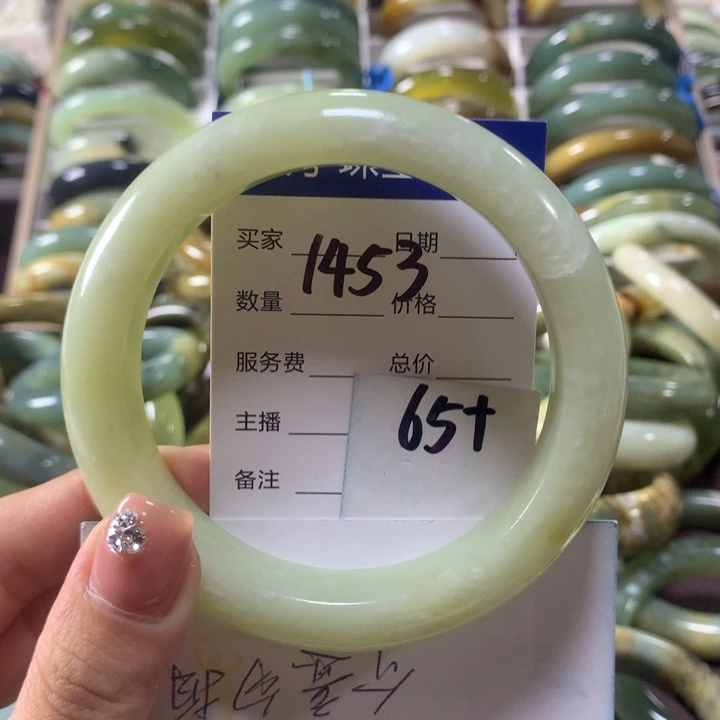 1453
买家 日期
数量 价格
服务费 总价
主播 65+
备注